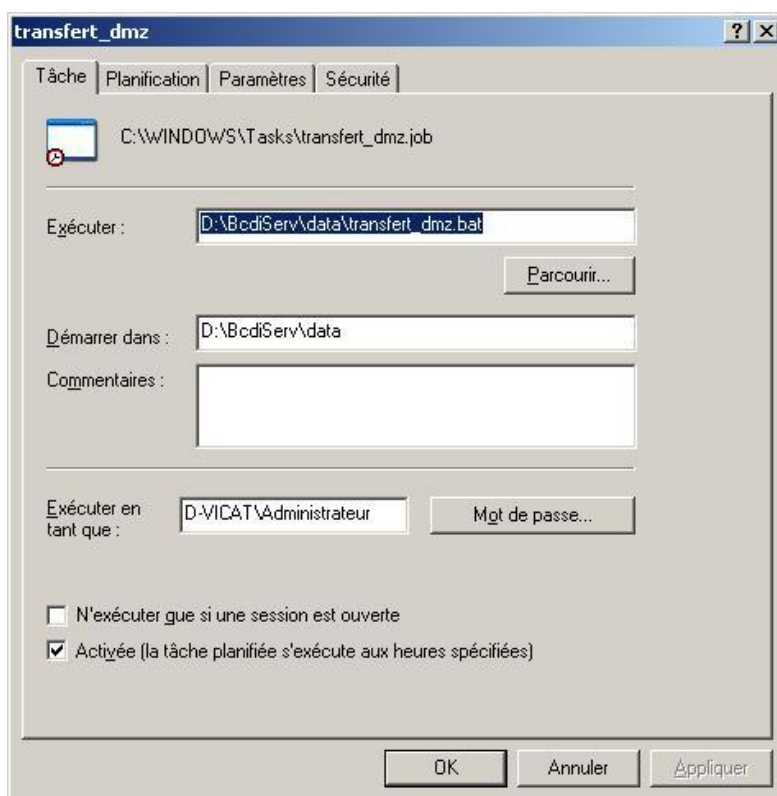 transfert_dmz
Tâche Planification Paramètres Sécurité
C:\WINDOWS\Tasks\transfert_dmz.job
Exécuter : D:\BcdiServ\data\transfert_dmz.bat
Parcourir...
Démarrer dans : D:\BcdiServ\data
Commentaires :
Exécuter en
tant que : D-VICAT\Administrateur Mot de passe...
N'exécuter que si une session est ouverte
Activée (la tâche planifiée s'exécute aux heures spécifiées)
OK Annuler Appliquer